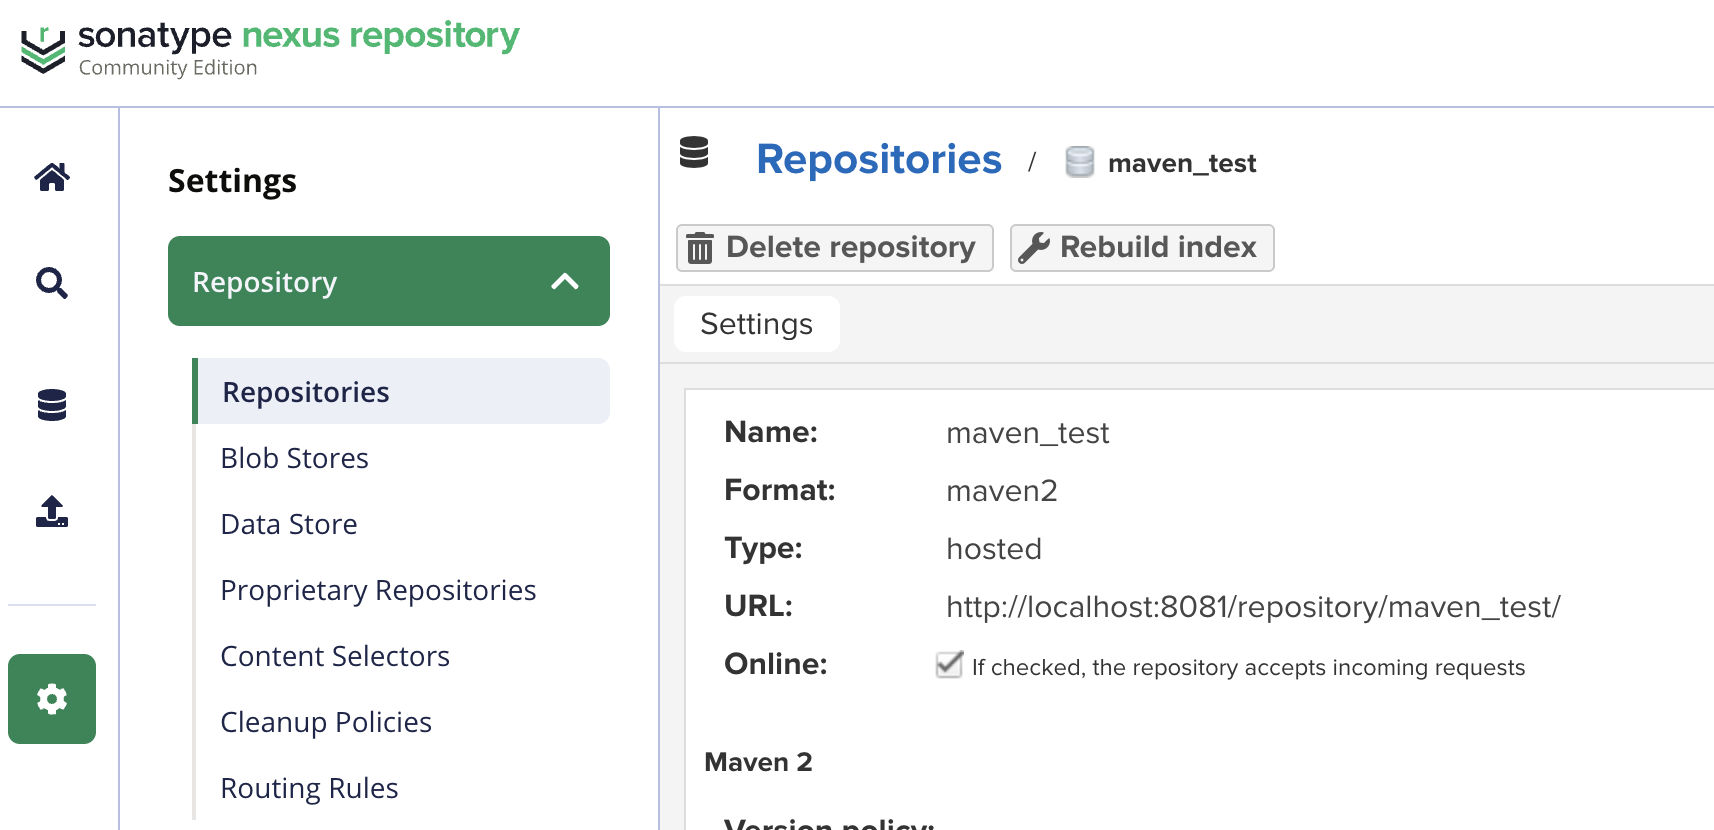 sonatype nexus repository
Community Edition
Settings
Repository
Repositories
Blob Stores
Data Store
Proprietary Repositories
Content Selectors
Cleanup Policies
Routing Rules
Repositories / maven_test
Delete repository Rebuild index
Settings
Name: maven_test
Format: maven2
Type: hosted
URL: http://localhost:8081/repository/maven_test/
Online: If checked, the repository accepts incoming requests
Maven 2
Version policy: